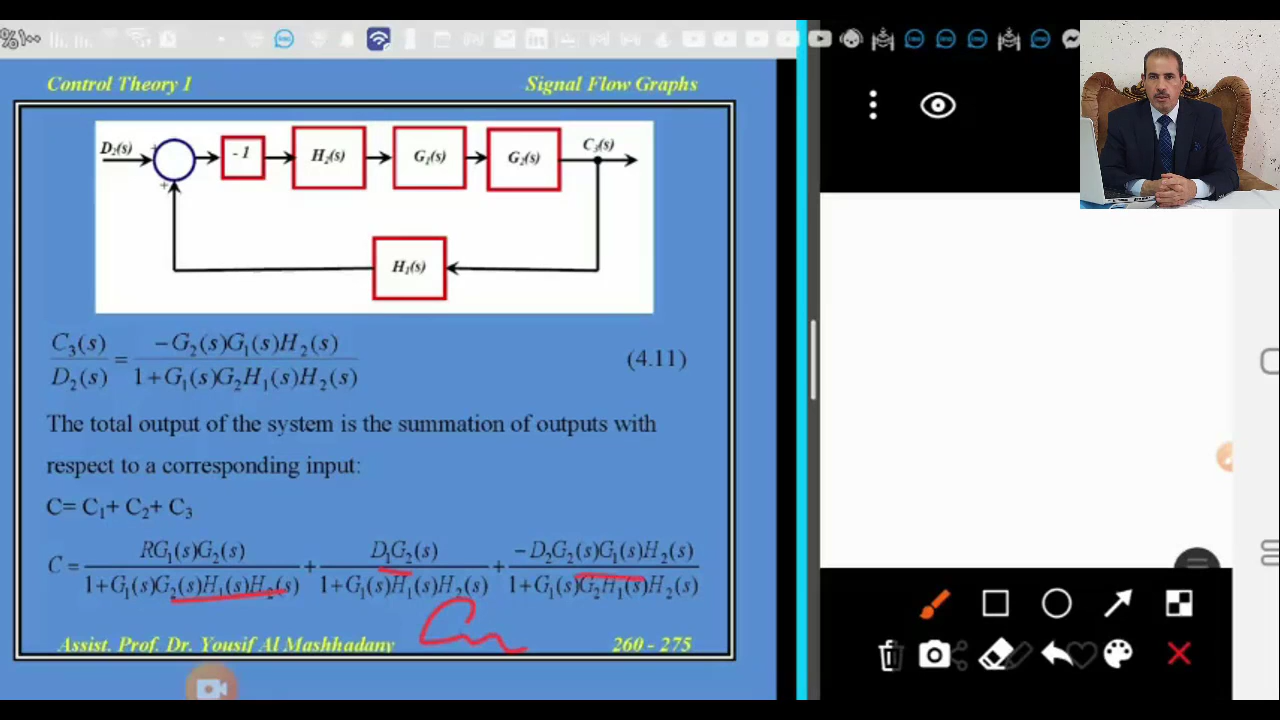 %100
Control Theory 1 Signal Flow Graphs
D₂(s) + - 1 H₂(s) G₁(s) G₂(s) C₃(s)
+
H₁(s)
C₃(s) / D₂(s) = -G₂(s)G₁(s)H₂(s) / 1+G₁(s)G₂H₁(s)H₂(s) (4.11)
The total output of the system is the summation of outputs with
respect to a corresponding input:
C= C₁+ C₂+ C₃
C = RG₁(s)G₂(s) / 1+G₁(s)G₂(s)H₁(s)H₂(s) + D₁G₂(s) / 1+G₁(s)H₁(s)H₂(s) + -D₂G₂(s)G₁(s)H₂(s) / 1+G₁(s)G₂H₁(s)H₂(s)
Assist. Prof. Dr. Yousif Al Mashhadany 260 - 275